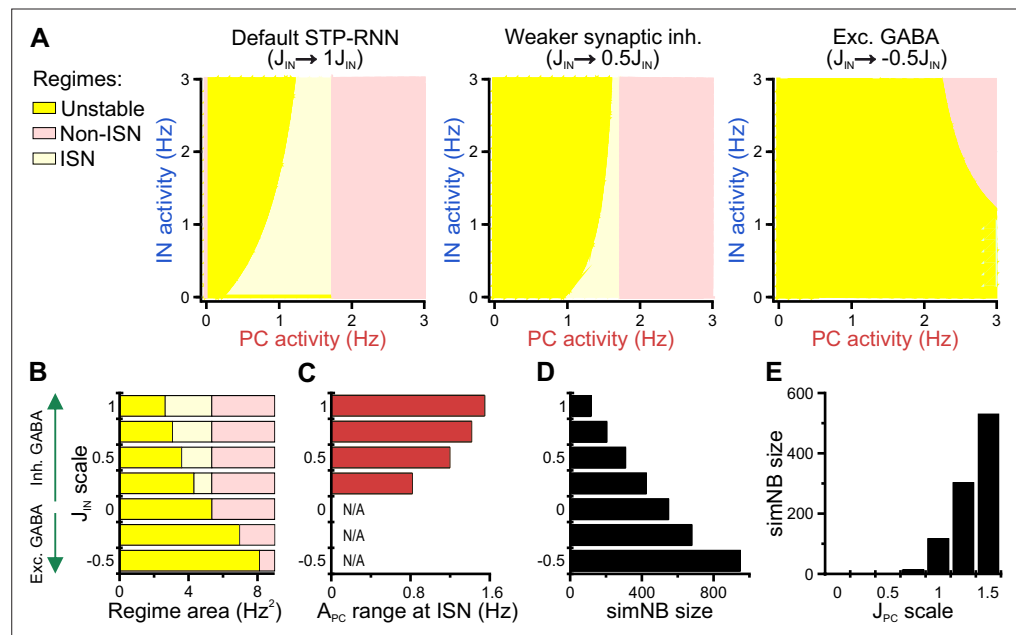 A
Default STP-RNN
(J_IN → 1J_IN)
Weaker synaptic inh.
(J_IN → 0.5J_IN)
Exc. GABA
(J_IN → -0.5J_IN)
Regimes:
Unstable
Non-ISN
ISN
IN activity (Hz)
3
2
1
0
0 1 2 3
PC activity (Hz)
IN activity (Hz)
3
2
1
0
0 1 2 3
PC activity (Hz)
IN activity (Hz)
3
2
1
0
0 1 2 3
PC activity (Hz)
B
Exc. GABA Inh. GABA
J_IN scale
1
0.5
0
-0.5
0 4 8
Regime area (Hz²)
C
1
0.5
0 N/A
N/A
-0.5 N/A
0 0.8 1.6
A_PC range at ISN (Hz)
D
1
0.5
0
-0.5
0 400 800
simNB size
E
simNB size
600
400
200
0
0 0.5 1 1.5
J_PC scale